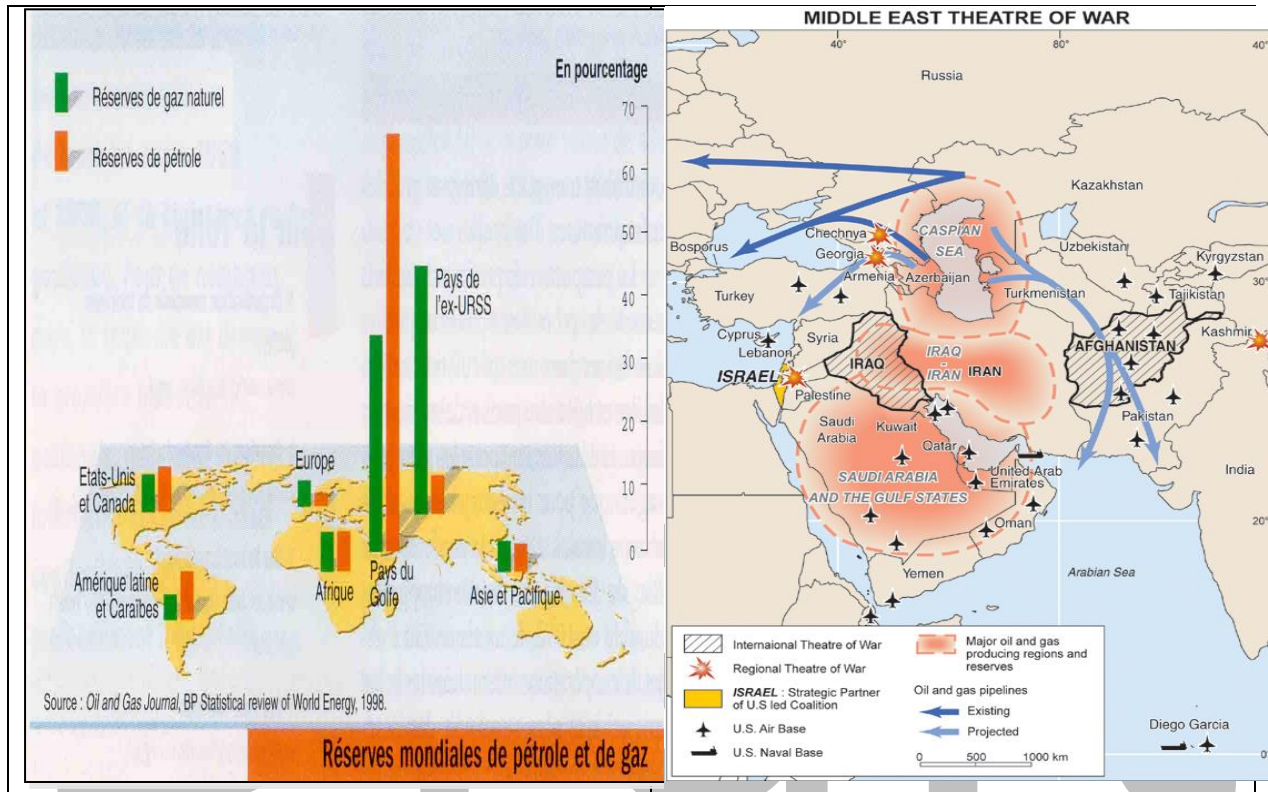 En pourcentage
Réserves de gaz naturel
Réserves de pétrole
70
60
50
40
30
20
10
0
Pays de
l'ex-URSS
Europe
Etats-Unis
et Canada
Amérique latine
et Caraïbes
Afrique
Pays du
Golfe
Asie et Pacifique
Source : Oil and Gas Journal, BP Statistical review of World Energy, 1998.
Réserves mondiales de pétrole et de gaz
MIDDLE EAST THEATRE OF WAR
40°
80°
40°
Russia
Kazakhstan
Chechnya
CASPIAN
SEA
Bosporus
Georgia
Uzbekistan
Kyrgyzstan
Armenia
Azerbaijan
30°
Turkey
Turkmenistan
Tajikistan
Cyprus
Syria
Kashmir
Lebanon
AFGHANISTAN
IRAQ
IRAQ -
IRAN
IRAN
ISRAEL
Palestine
Pakistan
Saudi
Arabia
Kuwait
Qatar
India
SAUDI ARABIA
AND THE GULF STATES
United Arab
Emirates
Oman
20°
Yemen
Arabian Sea
International Theatre of War
Regional Theatre of War
ISRAEL : Strategic Partner
of U.S led Coalition
U.S. Air Base
U.S. Naval Base
Major oil and gas
producing regions and
reserves
Oil and gas pipelines
Existing
Projected
0 500 1000 km
Diego Garcia
0°